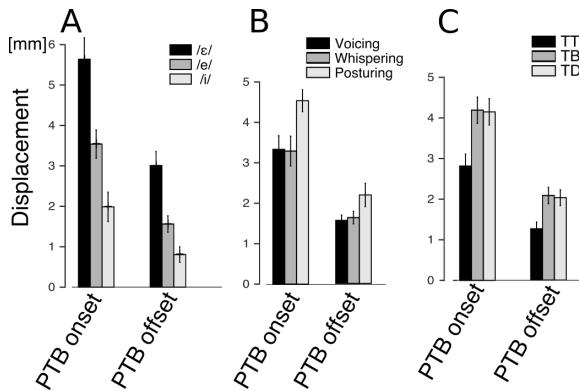 A
B
C
[mm]
Displacement
6
5
4
3
2
1
0
/ɛ/
/e/
/i/
PTB onset
PTB offset
5
4
3
2
1
0
Voicing
Whispering
Posturing
PTB onset
PTB offset
5
4
3
2
1
0
TT
TB
TD
PTB onset
PTB offset